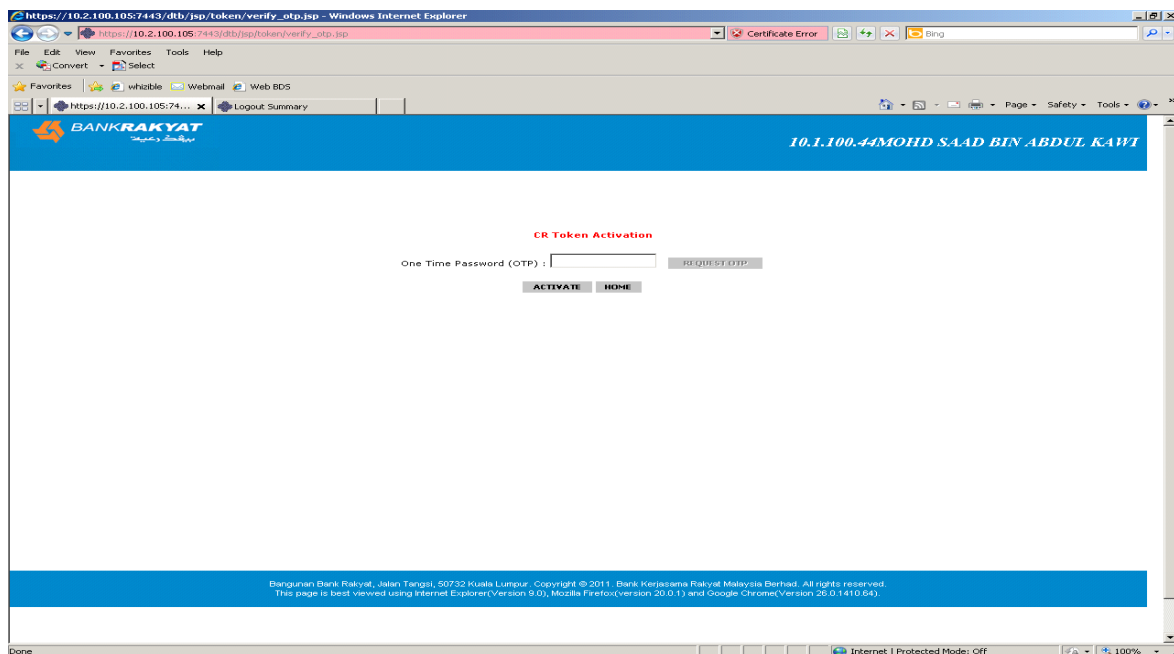 https://10.2.100.105:7443/dtb/jsp/token/verify_otp.jsp - Windows Internet Explorer
https://10.2.100.105:7443/dtb/jsp/token/verify_otp.jsp Certificate Error Bing
File Edit View Favorites Tools Help
Convert Select
Favorites whizible Webmail Web BDS
https://10.2.100.105:74... Logout Summary Page Safety Tools
BANKRAKYAT
10.1.100.44MOHD SAAD BIN ABDUL KAWI
CR Token Activation
One Time Password (OTP) : REQUEST OTP
ACTIVATE HOME
Bangunan Bank Rakyat, Jalan Tangsi, 50732 Kuala Lumpur. Copyright © 2011. Bank Kerjasama Rakyat Malaysia Berhad. All rights reserved.
This page is best viewed using Internet Explorer(Version 9.0), Mozilla Firefox(version 20.0.1) and Google Chrome(Version 26.0.1410.64).
Done Internet | Protected Mode: Off 100%